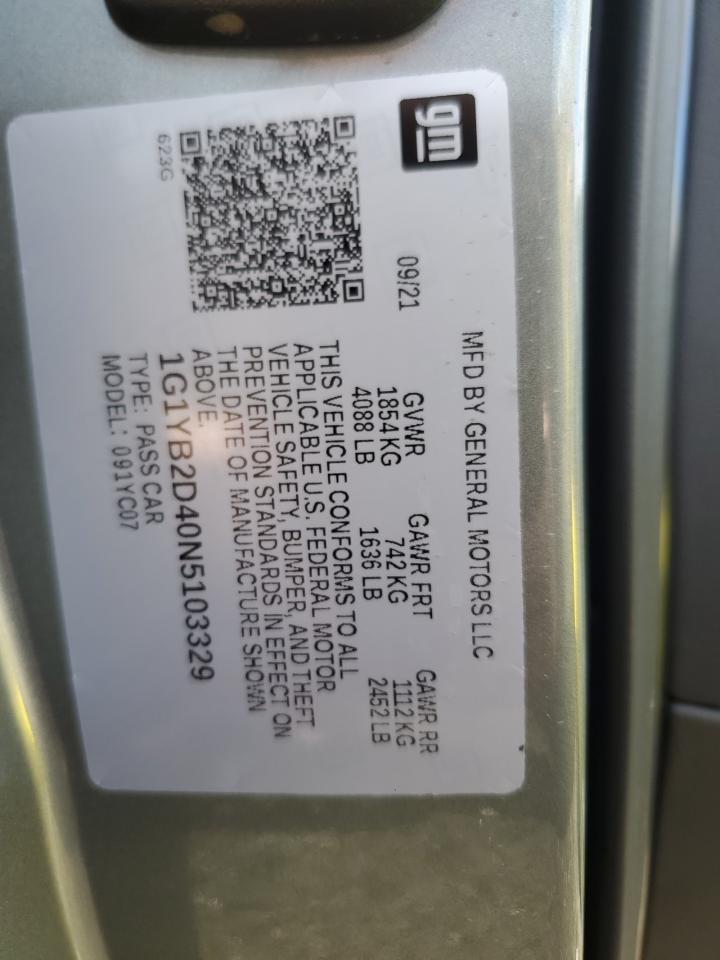 gm
MFD BY GENERAL MOTORS LLC
09/21
GVWR GAWR FRT GAWR RR
1854 KG 742 KG 1112 KG
4088 LB 1636 LB 2452 LB
THIS VEHICLE CONFORMS TO ALL
APPLICABLE U.S. FEDERAL MOTOR
VEHICLE SAFETY, BUMPER, AND THEFT
PREVENTION STANDARDS IN EFFECT ON
THE DATE OF MANUFACTURE SHOWN
ABOVE.
1G1YB2D40N5103329
TYPE: PASS CAR
MODEL: 091YC07
623G